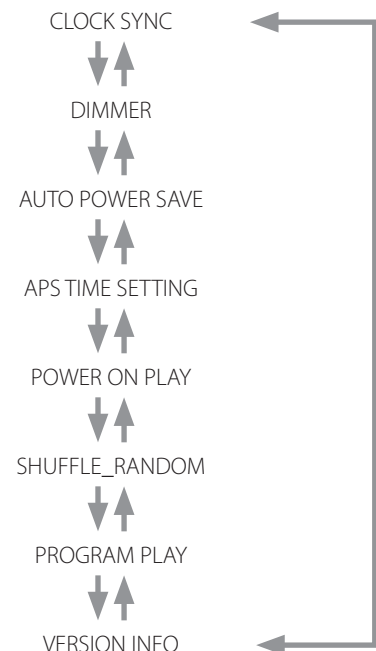 CLOCK SYNC
DIMMER
AUTO POWER SAVE
APS TIME SETTING
POWER ON PLAY
SHUFFLE_RANDOM
PROGRAM PLAY
VERSION INFO